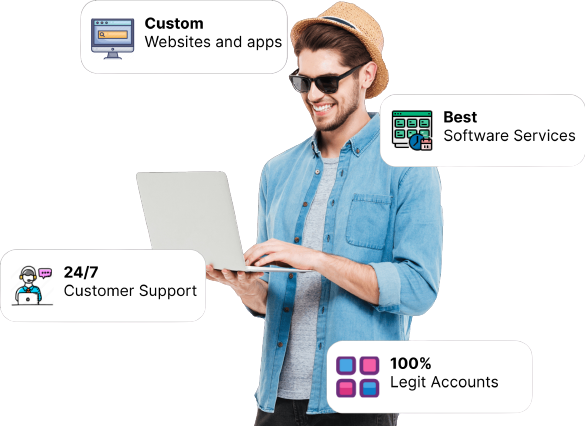 Custom
Websites and apps
Best
Software Services
24/7
Customer Support
100%
Legit Accounts